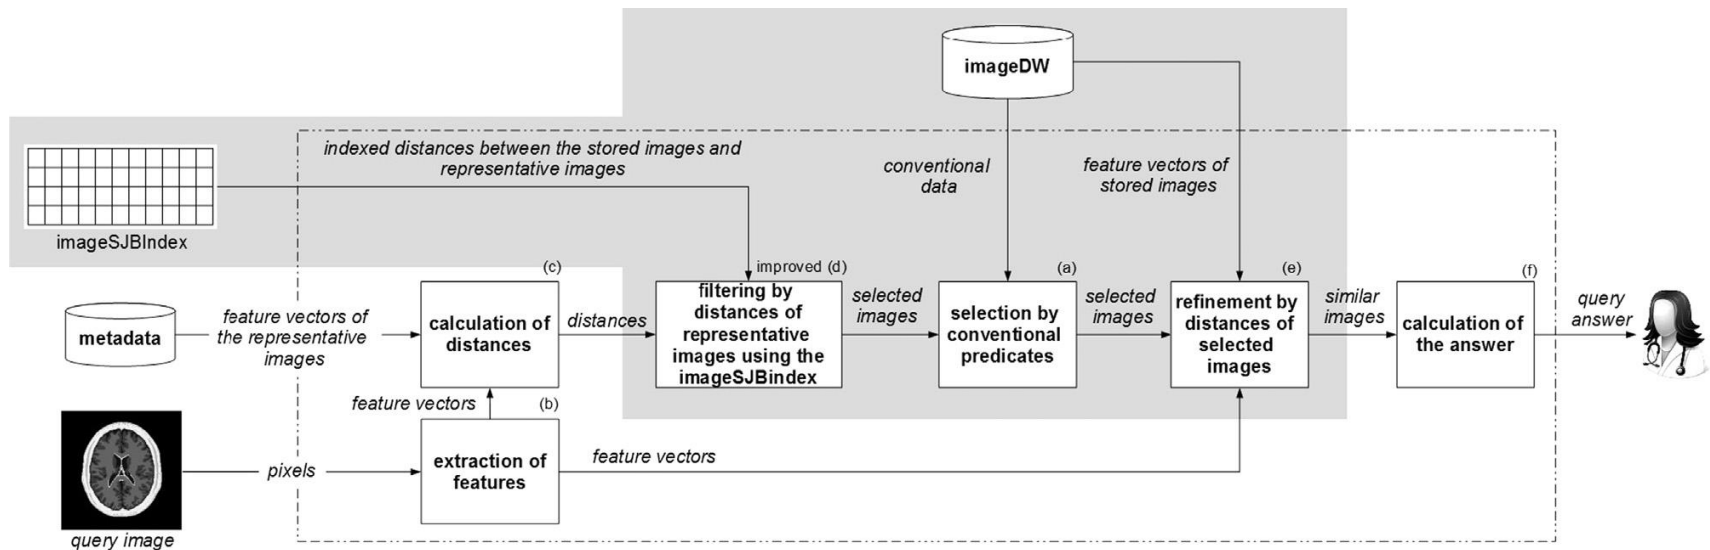 imageDW
indexed distances between the stored images and
representative images
conventional
data
feature vectors of
stored images
imageSJBIndex
(c)
improved (d)
(a)
(e)
(f)
metadata
feature vectors of
the representative
images
calculation of
distances
distances
filtering by
distances of
representative
images using the
imageSJBindex
selected
images
selection by
conventional
predicates
selected
images
refinement by
distances of
selected
images
similar
images
calculation of
the answer
query
answer
feature vectors
(b)
pixels
extraction of
features
feature vectors
query image